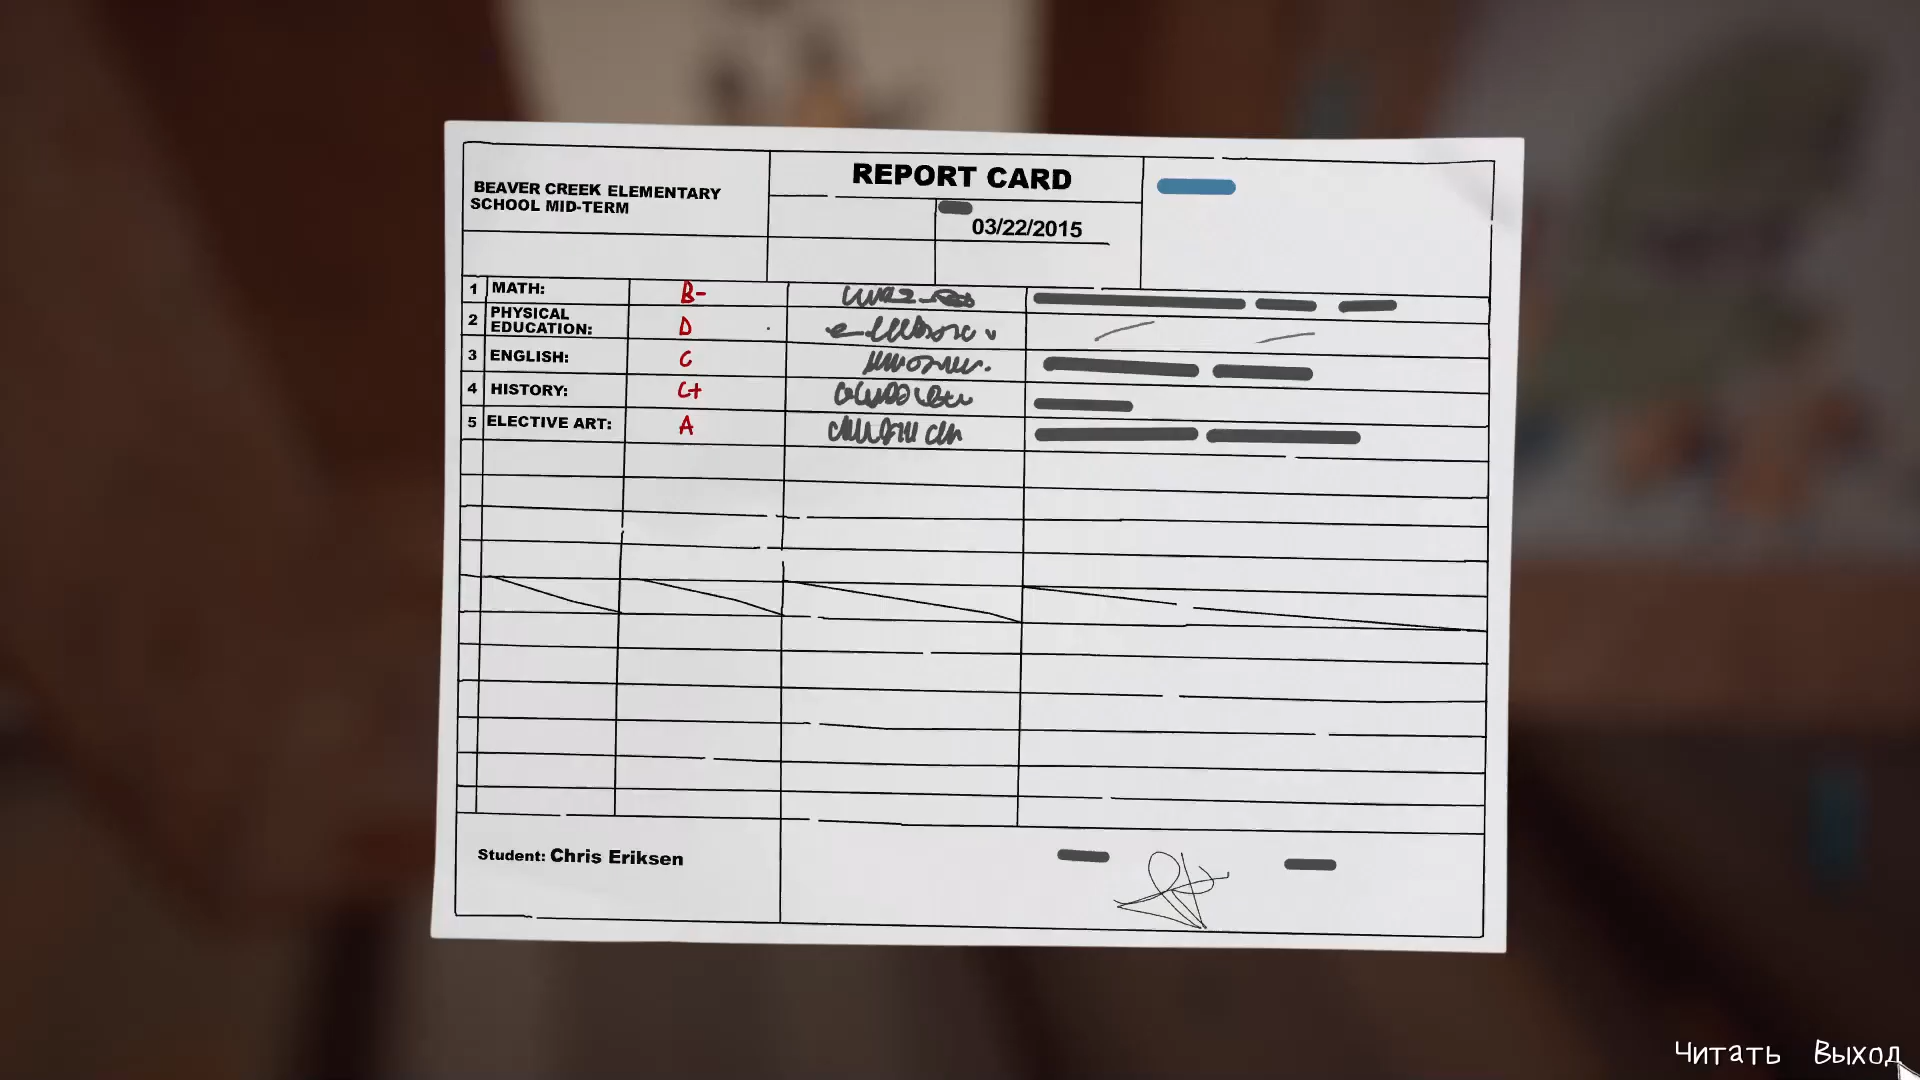 REPORT CARD
BEAVER CREEK ELEMENTARY
SCHOOL MID-TERM
03/22/2015
1 MATH: B-
2 PHYSICAL
EDUCATION: D
3 ENGLISH: C
4 HISTORY: C+
5 ELECTIVE ART: A
Student: Chris Eriksen
Читать Выход